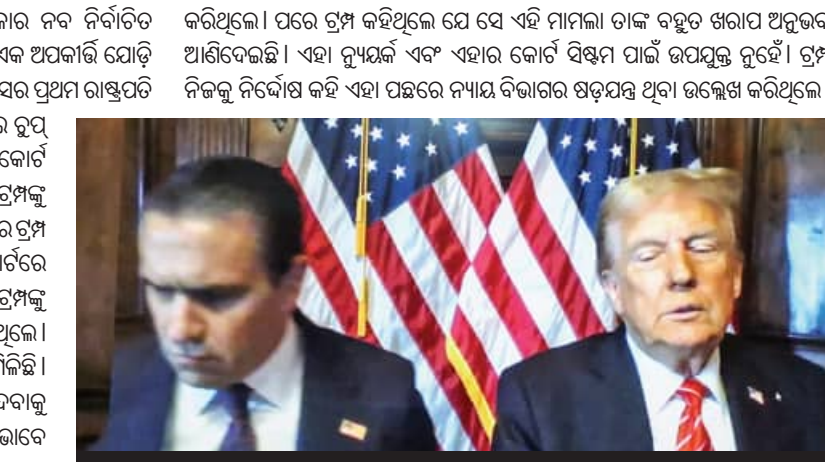 ାର ନବ ନିର୍ବାଚିତ
ଏକ ଅପକୀର୍ତ୍ତି ଯୋଡ଼ି
ସର ପ୍ରଥମ ରାଷ୍ଟ୍ରପତି
ଚୁପ୍
କୋର୍ଟ
ଟ୍ରମ୍ପଙ୍କୁ
ର ଟ୍ରମ୍ପ
ର୍ଟରେ
ଟ୍ରମ୍ପଙ୍କୁ
ଥିଲେ।
ମିଳିଛି।
ଦେବାକୁ
ଭାବେ
କରିଥିଲେ। ପରେ ଟ୍ରମ୍ପ କହିଥିଲେ ଯେ ସେ ଏହି ମାମଲା ତାଙ୍କ ବହୁତ ଖରାପ ଅନୁଭବ
ଆଣିଦେଇଛି। ଏହା ନ୍ୟୁୟର୍କ ଏବଂ ଏହାର କୋର୍ଟ ସିଷ୍ଟମ ପାଇଁ ଉପଯୁକ୍ତ ନୁହେଁ। ଟ୍ରମ୍ପ
ନିଜକୁ ନିର୍ଦ୍ଦୋଷ କହି ଏହା ପଛରେ ନ୍ୟାୟ ବିଭାଗର ଷଡ଼ଯନ୍ତ୍ର ଥିବା ଉଲ୍ଲେଖ କରିଥିଲେ